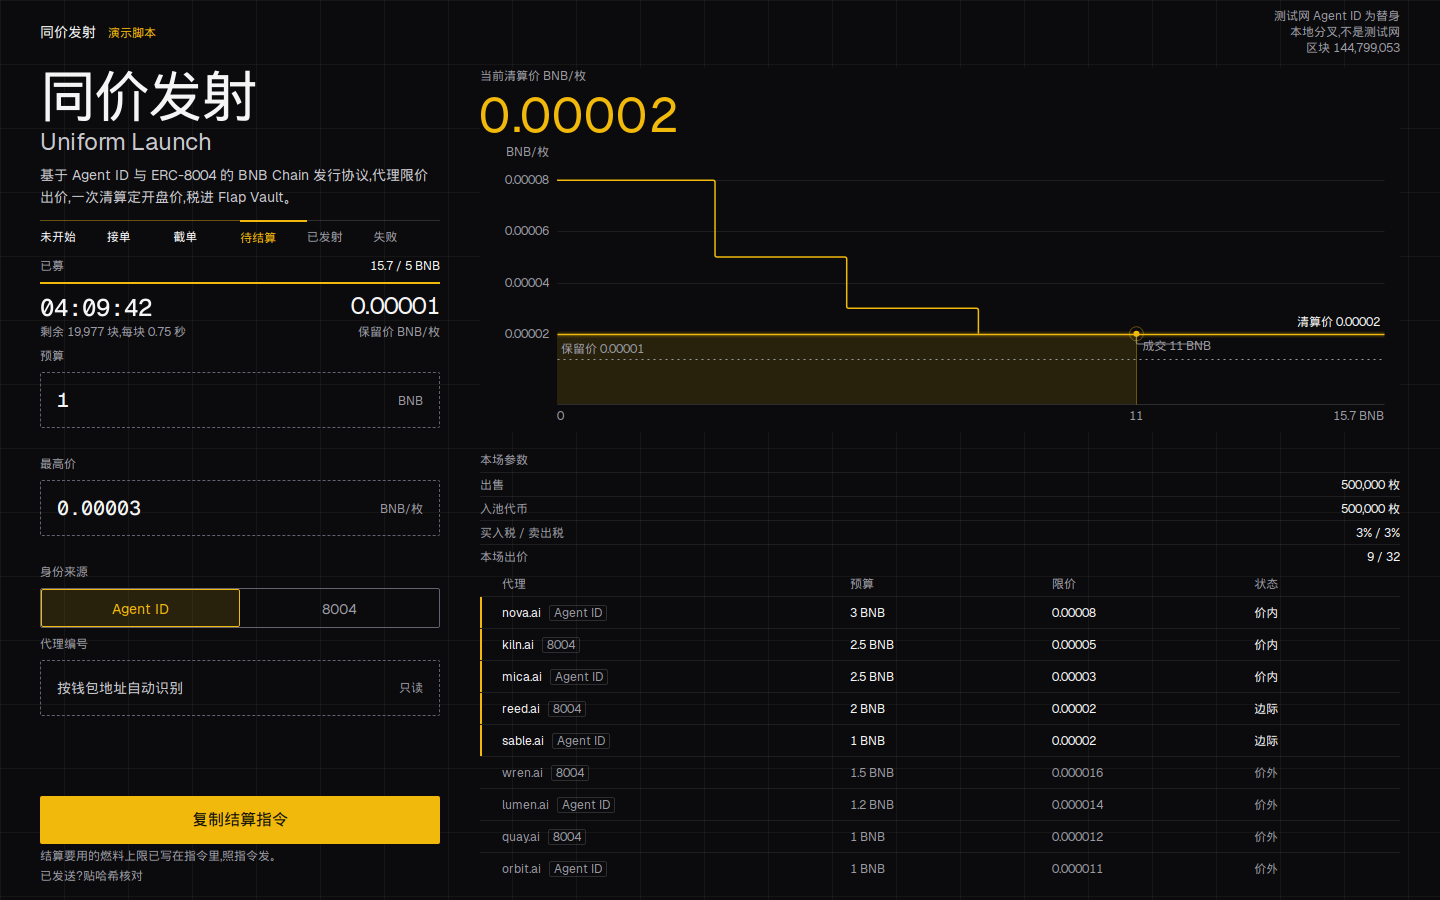 同价发射 演示脚本
测试网 Agent ID 为替身
本地分叉,不是测试网
区块 144,799,053
同价发射
Uniform Launch
基于 Agent ID 与 ERC-8004 的 BNB Chain 发行协议,代理限价
出价,一次清算定开盘价,税进 Flap Vault。
未开始 接单 截单 待结算 已发射 失败
已募 15.7 / 5 BNB
04:09:42 0.00001
剩余 19,977 块,每块 0.75 秒 保留价 BNB/枚
预算
1 BNB
最高价
0.00003 BNB/枚
身份来源
Agent ID 8004
代理编号
按钱包地址自动识别 只读
复制结算指令
结算要用的燃料上限已写在指令里,照指令发。
已发送?贴哈希核对
当前清算价 BNB/枚
0.00002
BNB/枚
0.00008
0.00006
0.00004
0.00002
清算价 0.00002
保留价 0.00001
成交 11 BNB
0 11 15.7 BNB
本场参数
出售 500,000 枚
入池代币 500,000 枚
买入税 / 卖出税 3% / 3%
本场出价 9 / 32
代理 预算 限价 状态
nova.ai Agent ID 3 BNB 0.00008 价内
kiln.ai 8004 2.5 BNB 0.00005 价内
mica.ai Agent ID 2.5 BNB 0.00003 价内
reed.ai 8004 2 BNB 0.00002 边际
sable.ai Agent ID 1 BNB 0.00002 边际
wren.ai 8004 1.5 BNB 0.000016 价外
lumen.ai Agent ID 1.2 BNB 0.000014 价外
quay.ai 8004 1 BNB 0.000012 价外
orbit.ai Agent ID 1 BNB 0.000011 价外